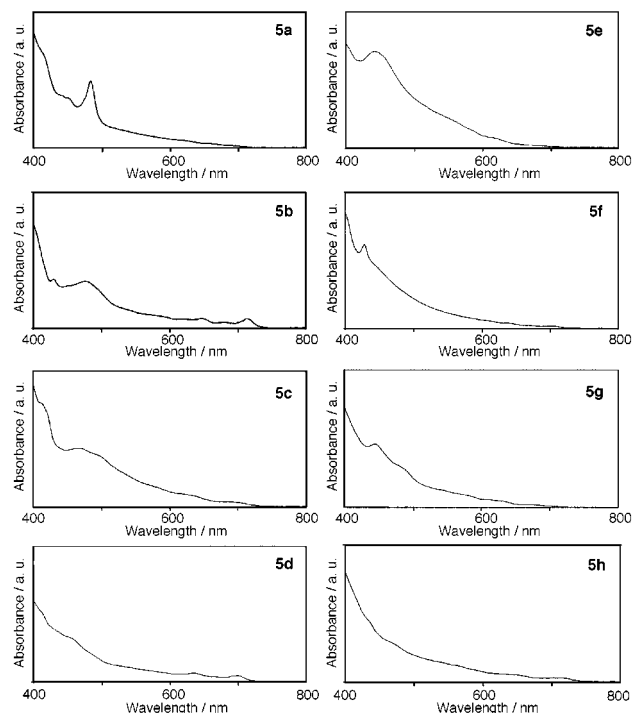 5a
Absorbance / a. u.
400 600 800
Wavelength / nm
5e
Absorbance / a. u.
400 600 800
Wavelength / nm
5b
Absorbance / a. u.
400 600 800
Wavelength / nm
5f
Absorbance / a. u.
400 600 800
Wavelength / nm
5c
Absorbance / a. u.
400 600 800
Wavelength / nm
5g
Absorbance / a. u.
400 600 800
Wavelength / nm
5d
Absorbance / a. u.
400 600 800
Wavelength / nm
5h
Absorbance / a. u.
400 600 800
Wavelength / nm